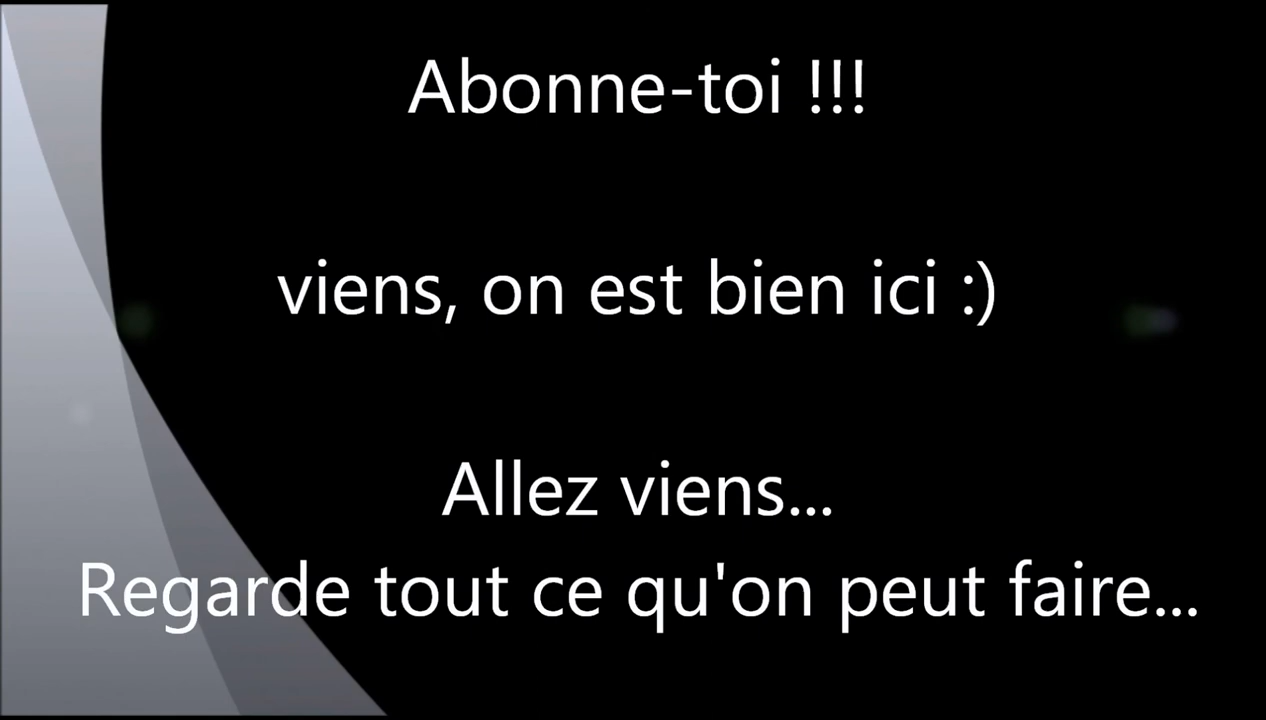 Abonne-toi !!!
viens, on est bien ici :)
Allez viens...
Regarde tout ce qu'on peut faire...